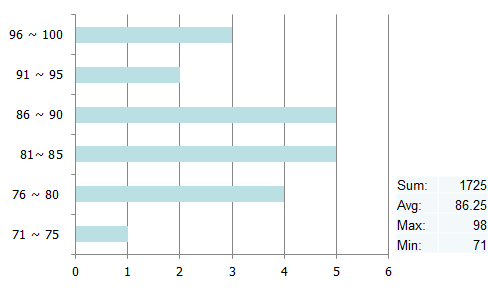 96 ~ 100
91 ~ 95
86 ~ 90
81~ 85
76 ~ 80
71 ~ 75
0 1 2 3 4 5 6
Sum: 1725
Avg: 86.25
Max: 98
Min: 71